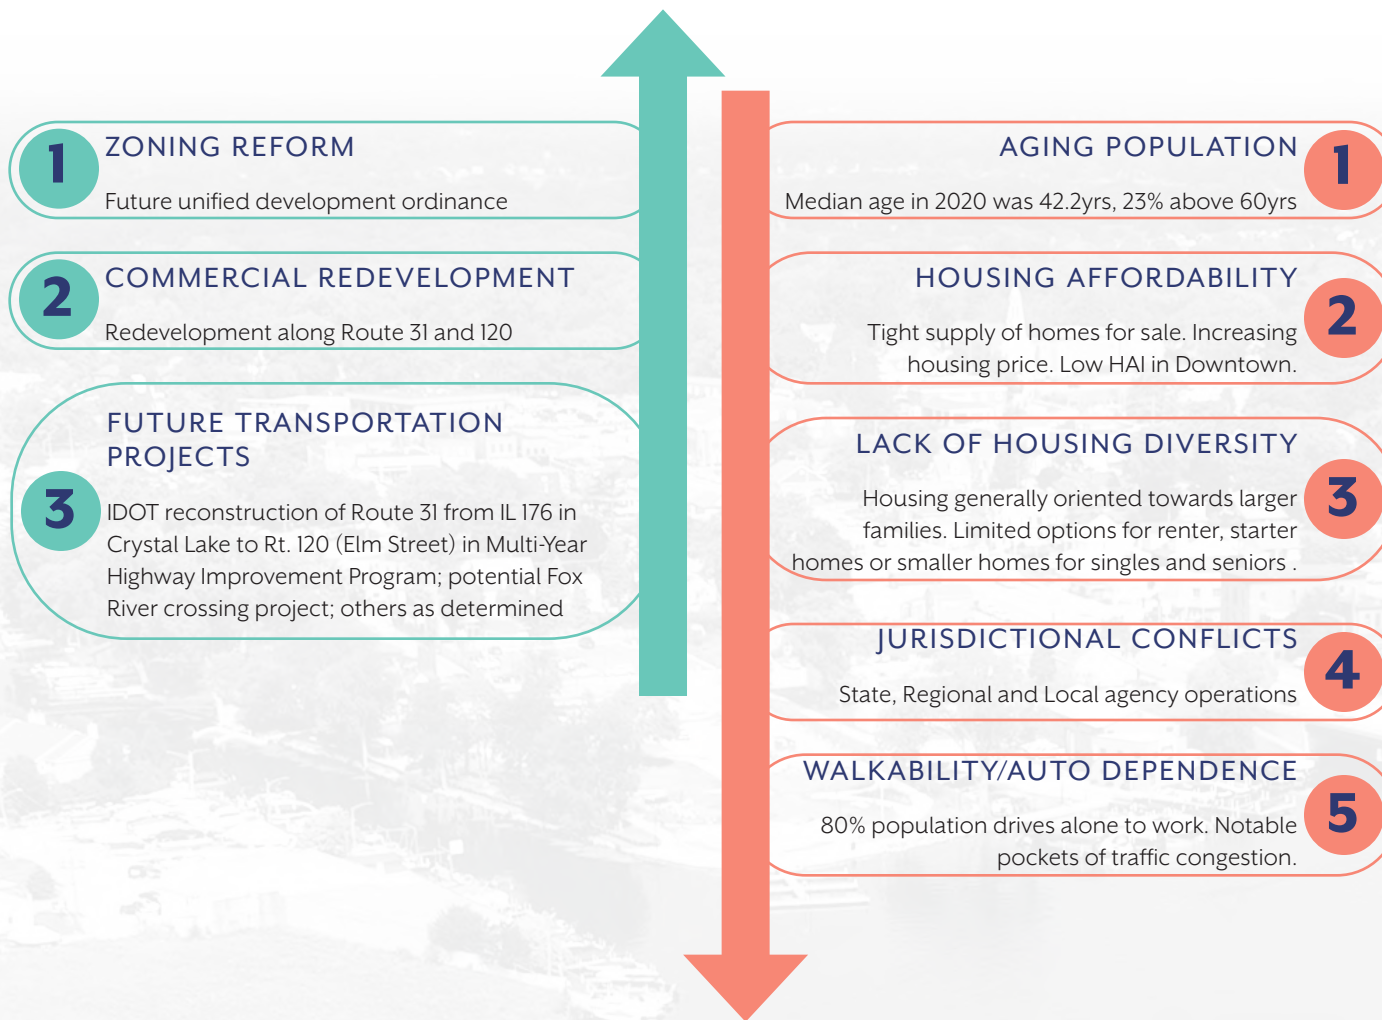 1
ZONING REFORM
Future unified development ordinance
2
COMMERCIAL REDEVELOPMENT
Redevelopment along Route 31 and 120
3
FUTURE TRANSPORTATION
PROJECTS
IDOT reconstruction of Route 31 from IL 176 in
Crystal Lake to Rt. 120 (Elm Street) in Multi-Year
Highway Improvement Program; potential Fox
River crossing project; others as determined
AGING POPULATION
1
Median age in 2020 was 42.2yrs, 23% above 60yrs
HOUSING AFFORDABILITY
2
Tight supply of homes for sale. Increasing
housing price. Low HAI in Downtown.
LACK OF HOUSING DIVERSITY
3
Housing generally oriented towards larger
families. Limited options for renter, starter
homes or smaller homes for singles and seniors .
JURISDICTIONAL CONFLICTS
4
State, Regional and Local agency operations
WALKABILITY/AUTO DEPENDENCE
5
80% population drives alone to work. Notable
pockets of traffic congestion.